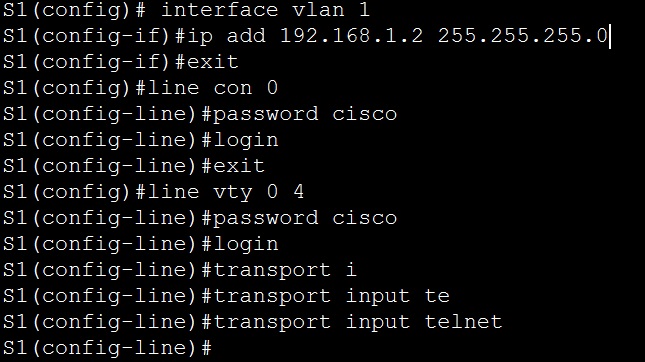 S1(config)# interface vlan 1
S1(config-if)#ip add 192.168.1.2 255.255.255.0
S1(config-if)#exit
S1(config)#line con 0
S1(config-line)#password cisco
S1(config-line)#login
S1(config-line)#exit
S1(config)#line vty 0 4
S1(config-line)#password cisco
S1(config-line)#login
S1(config-line)#transport i
S1(config-line)#transport input te
S1(config-line)#transport input telnet
S1(config-line)#